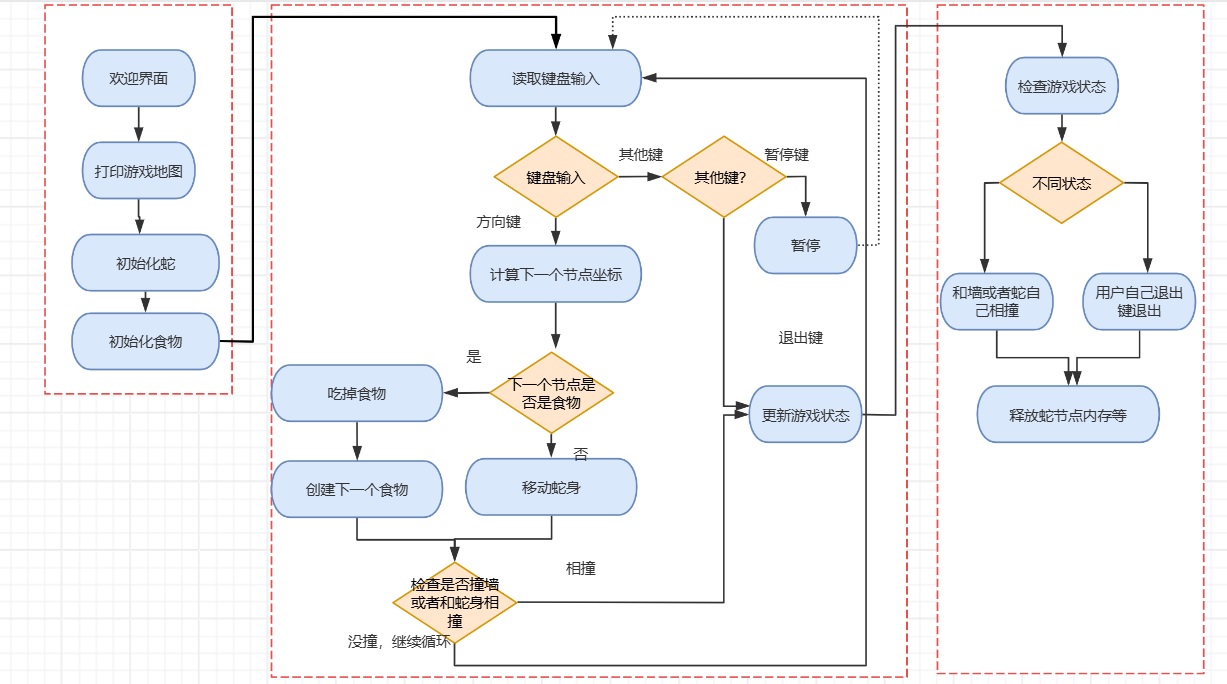 欢迎界面
打印游戏地图
初始化蛇
初始化食物
读取键盘输入
键盘输入
其他键
其他键?
暂停键
暂停
方向键
计算下一个节点坐标
退出键
是
下一个节点是
否是食物
吃掉食物
否
更新游戏状态
创建下一个食物
移动蛇身
相撞
检查是否撞墙
或者和蛇身相
撞
没撞，继续循环
检查游戏状态
不同状态
和墙或者蛇自
己相撞
用户自己退出
键退出
释放蛇节点内存等